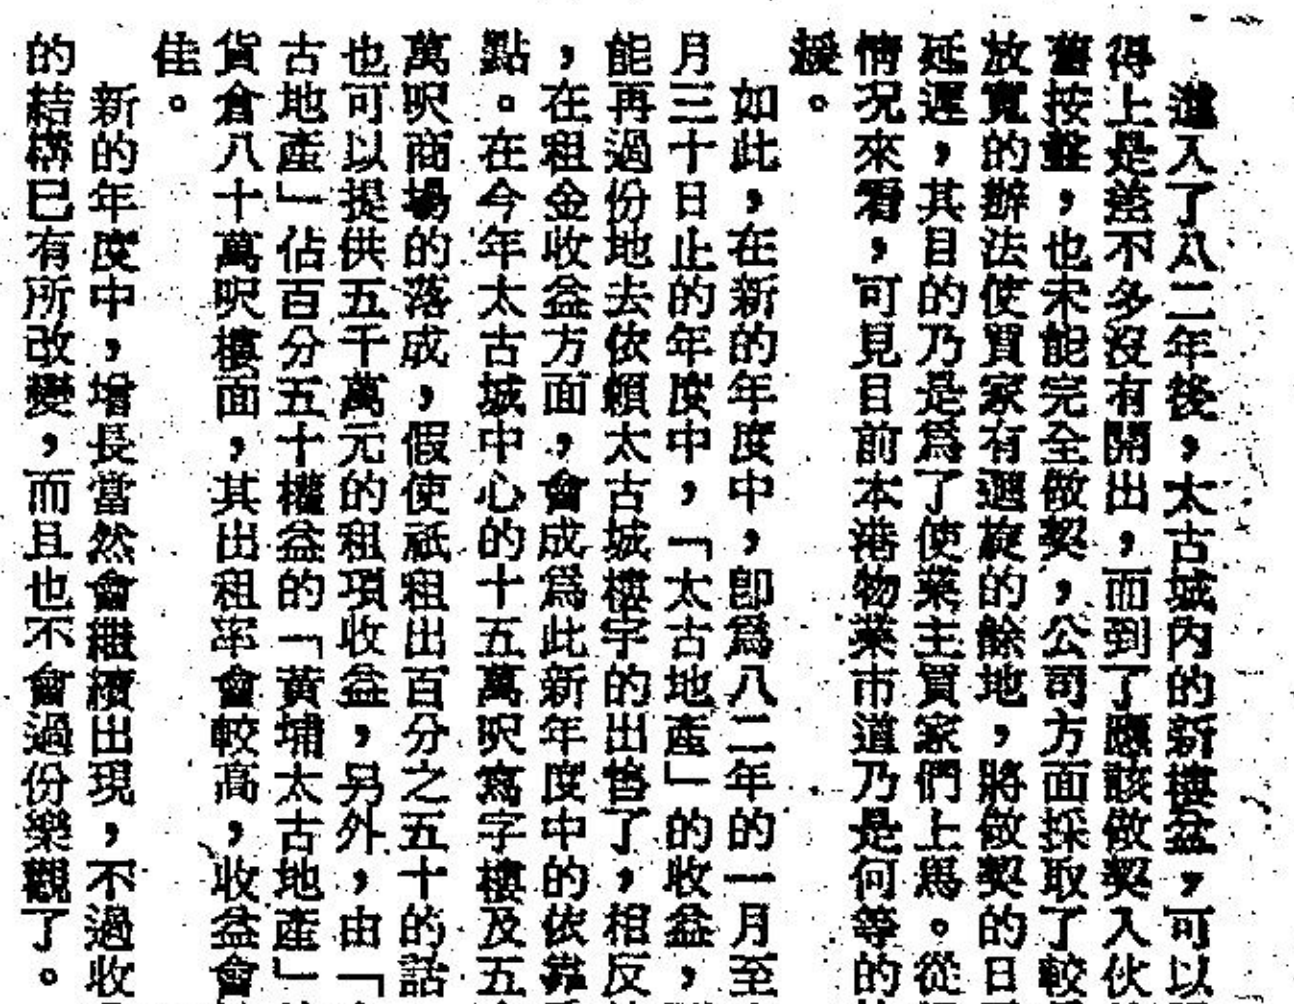 進入了八二年後，太古城內的新樓盆，可以
得上是差不多沒有開出，而到了應該做契入伙
舊按盤，也未能完全做契，公司方面採取了較
放寬的辦法使買家有迴旋的餘地，將做契的日
延遲，其目的乃是爲了使業主買家們上馬。從
情況來看，可見目前本港物業市道乃是何等的
緩。
如此，在新的年度中，卽爲八二年的一月至
月三十日止的年度中，「太古地產」的收益，
能再過份地去依賴太古城樓宇的出售了，相反
，在租金收益方面，會成爲此新年度中的依靠
點。在今年太古城中心的十五萬呎寫字樓及五
萬呎商場的落成，假使祇租出百分之五十的話
也可以提供五千萬元的租項收益，另外，由「
古地產」佔百分五十權益的「黃埔太古地產」
貨倉八十萬呎樓面，其出租率會較高，收益會
佳。
新的年度中，增長當然會繼續出現，不過收
的結構已有所改變，而且也不會過份樂觀了。